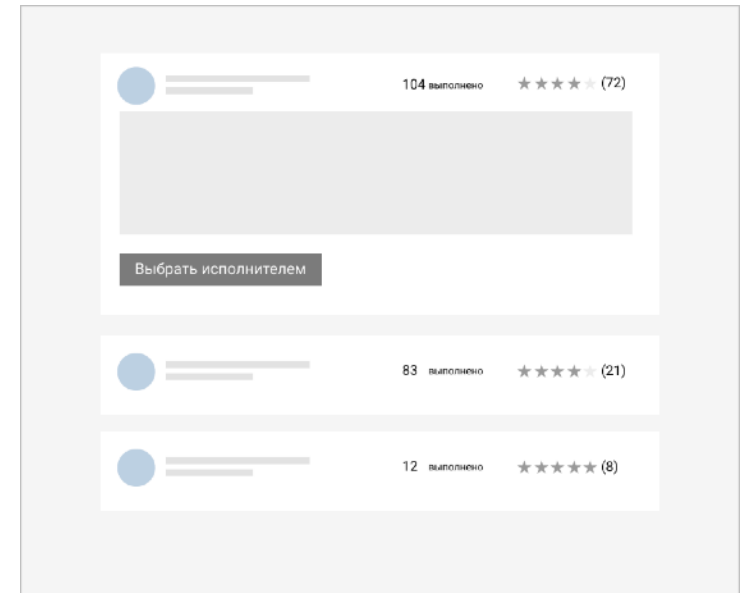 104 выполнено ★★★★★ (72)
Выбрать исполнителем
83 выполнено ★★★★★ (21)
12 выполнено ★★★★★ (8)